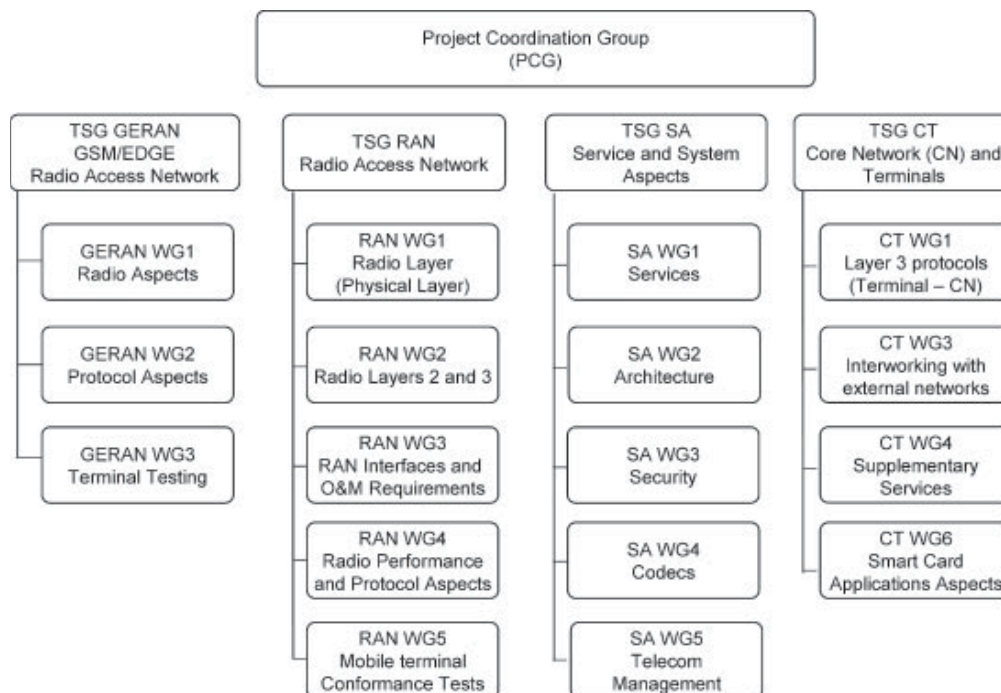 Project Coordination Group
(PCG)
TSG GERAN
GSM/EDGE
Radio Access Network
GERAN WG1
Radio Aspects
GERAN WG2
Protocol Aspects
GERAN WG3
Terminal Testing
TSG RAN
Radio Access Network
RAN WG1
Radio Layer
(Physical Layer)
RAN WG2
Radio Layers 2 and 3
RAN WG3
RAN Interfaces and
O&M Requirements
RAN WG4
Radio Performance
and Protocol Aspects
RAN WG5
Mobile terminal
Conformance Tests
TSG SA
Service and System
Aspects
SA WG1
Services
SA WG2
Architecture
SA WG3
Security
SA WG4
Codecs
SA WG5
Telecom
Management
TSG CT
Core Network (CN) and
Terminals
CT WG1
Layer 3 protocols
(Terminal – CN)
CT WG3
Interworking with
external networks
CT WG4
Supplementary
Services
CT WG6
Smart Card
Applications Aspects